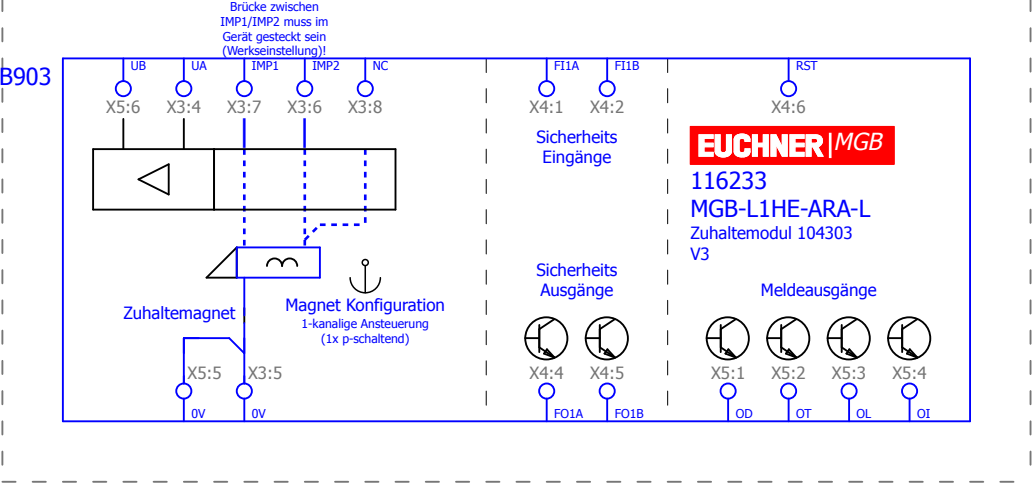 Brücke zwischen
IMP1/IMP2 muss im
Gerät gesteckt sein
(Werkseinstellung)!
B903
UB UA IMP1 IMP2 NC FI1A FI1B RST
X5:6 X3:4 X3:7 X3:6 X3:8 X4:1 X4:2 X4:6
Sicherheits
Eingänge
EUCHNER|MGB
116233
MGB-L1HE-ARA-L
Zuhaltemodul 104303
V3
Zuhaltemagnet
Magnet Konfiguration
1-kanalige Ansteuerung
(1x p-schaltend)
Sicherheits
Ausgänge
Meldeausgänge
X5:5 X3:5 X4:4 X4:5 X5:1 X5:2 X5:3 X5:4
0V 0V FO1A FO1B OD OT OL OI